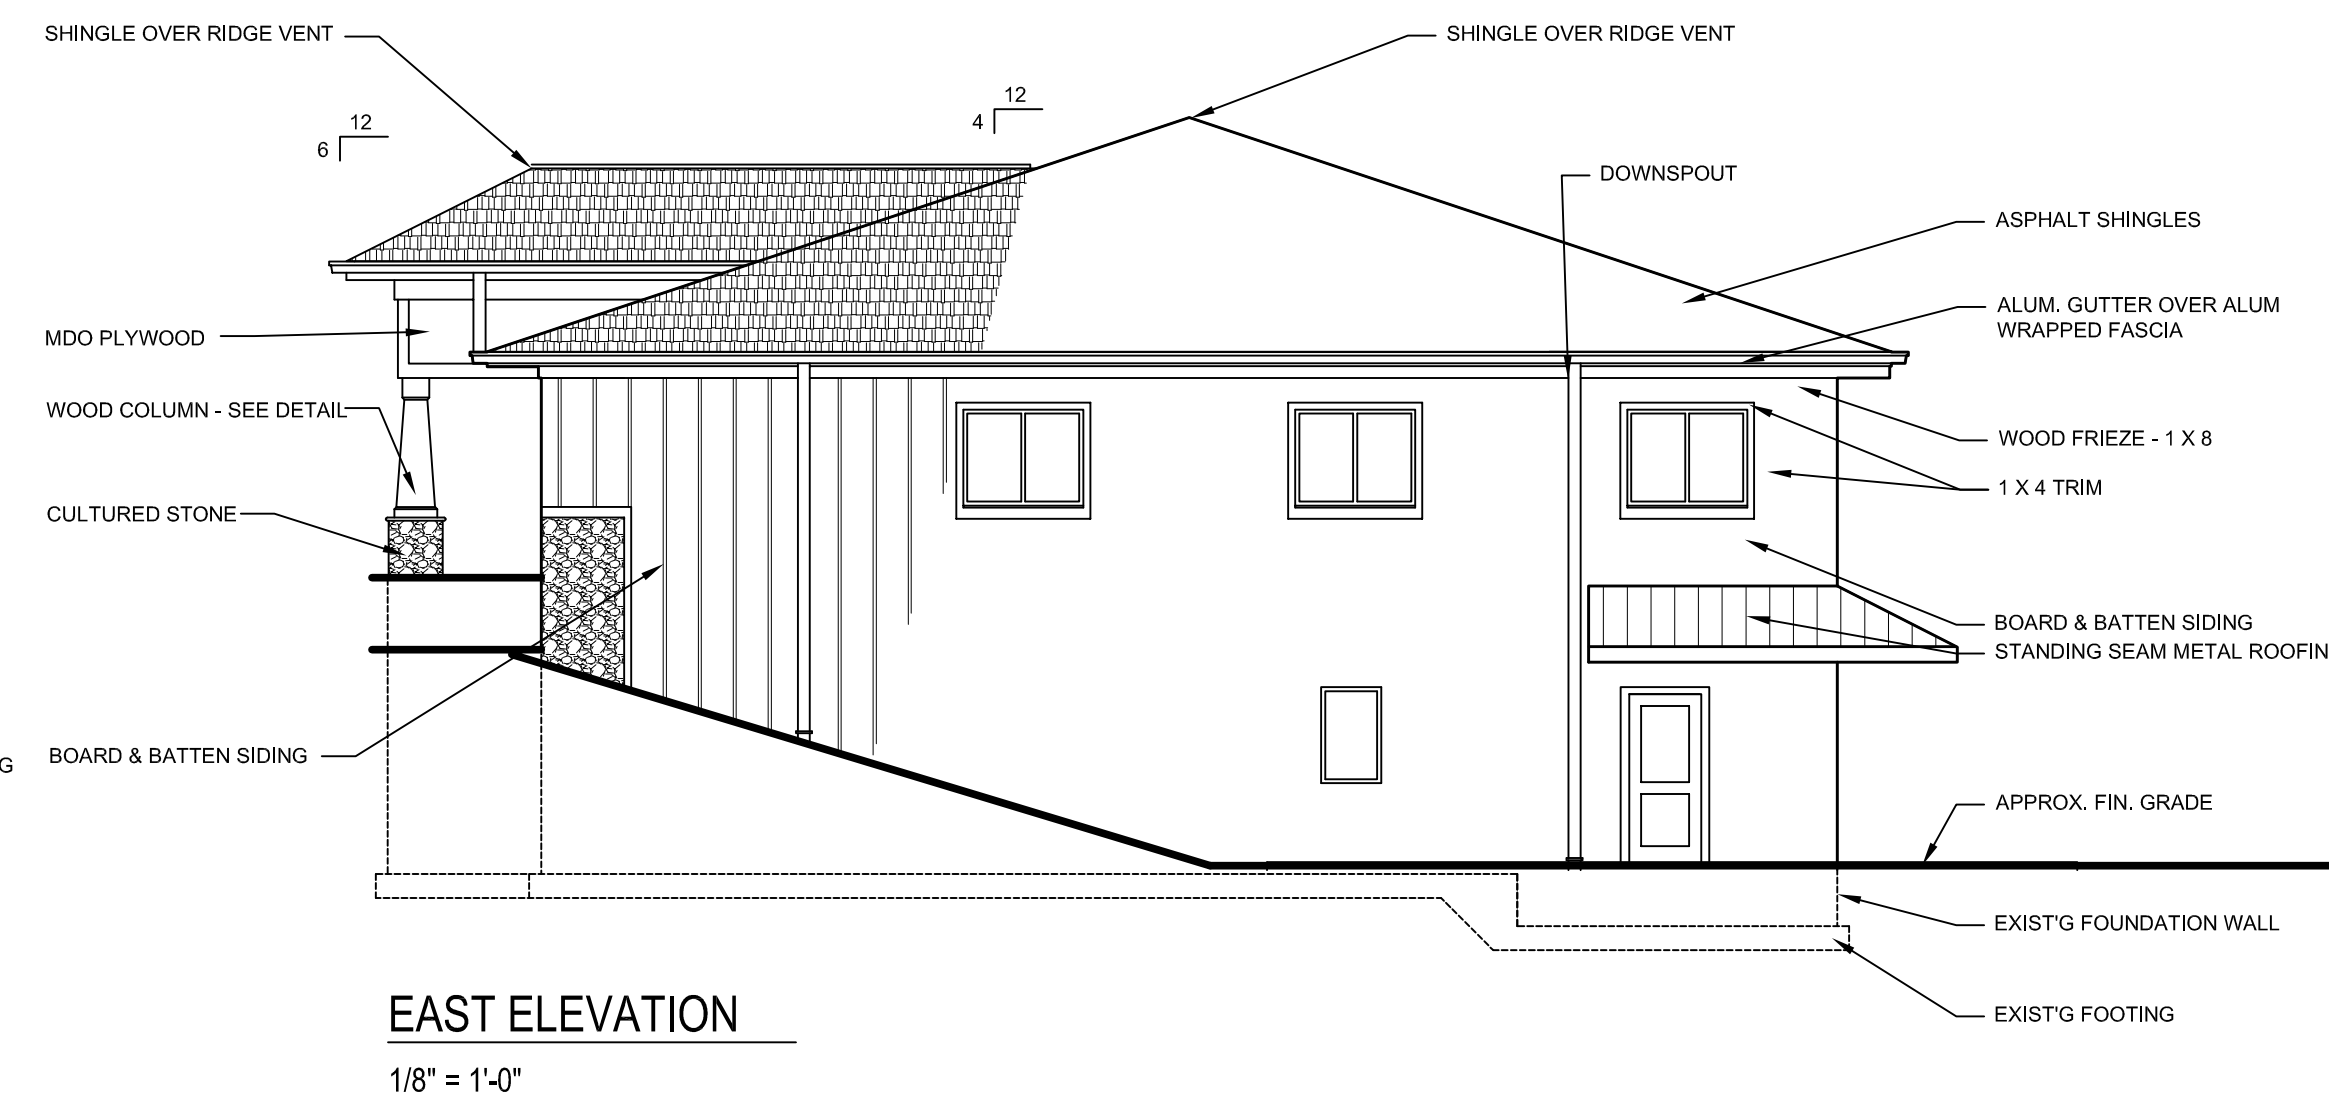 SHINGLE OVER RIDGE VENT
SHINGLE OVER RIDGE VENT
12
4
12
6
DOWNSPOUT
ASPHALT SHINGLES
ALUM. GUTTER OVER ALUM
WRAPPED FASCIA
MDO PLYWOOD
WOOD COLUMN - SEE DETAIL
WOOD FRIEZE - 1 X 8
1 X 4 TRIM
CULTURED STONE
BOARD & BATTEN SIDING
STANDING SEAM METAL ROOFIN
BOARD & BATTEN SIDING
G
APPROX. FIN. GRADE
EXIST'G FOUNDATION WALL
EXIST'G FOOTING
EAST ELEVATION
1/8" = 1'-0"